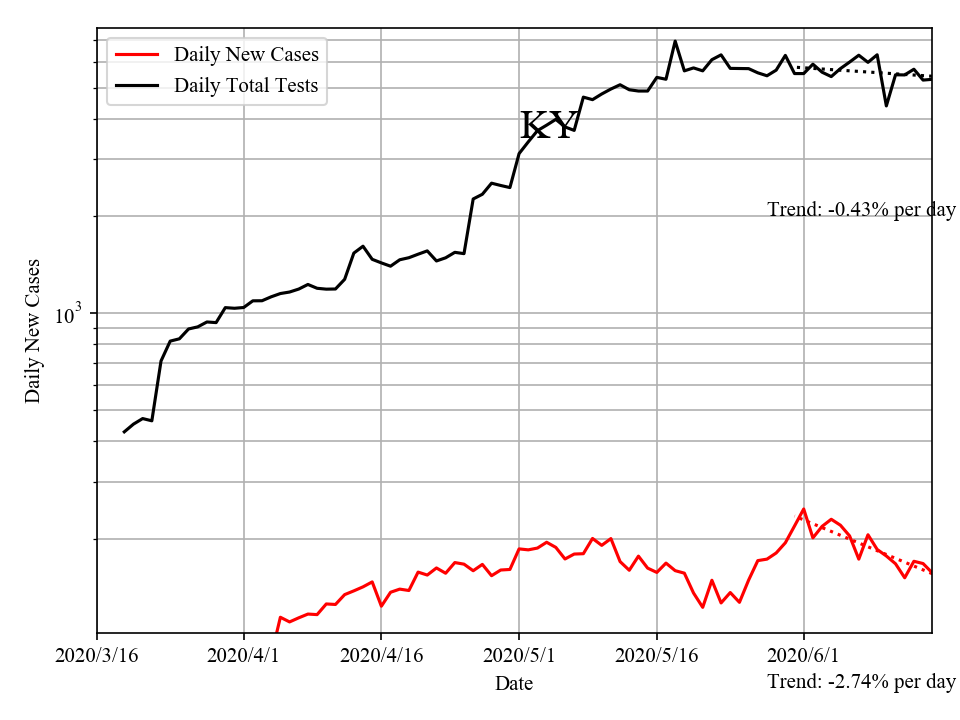 Daily New Cases
Daily Total Tests
KY
Trend: -0.43% per day
Daily New Cases
10³
2020/3/16
2020/4/1
2020/4/16
2020/5/1
2020/5/16
2020/6/1
Date
Trend: -2.74% per day